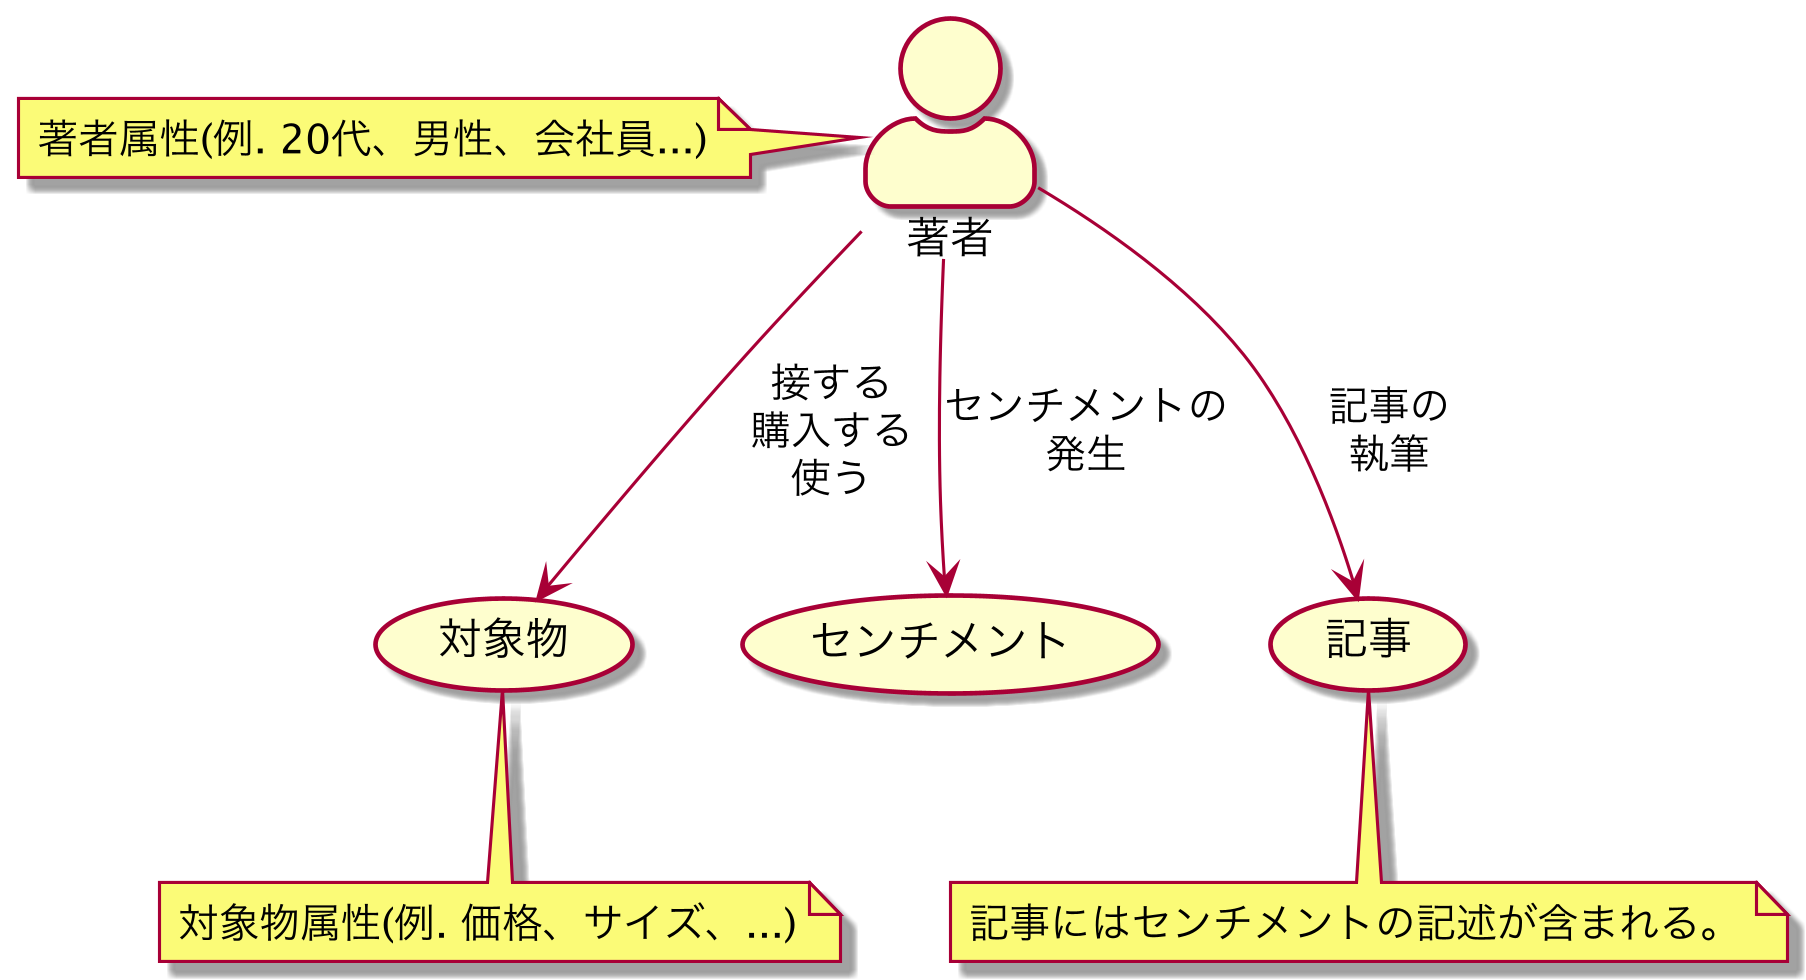 著者属性(例. 20代、男性、会社員...)
著者
接する
購入する
使う
センチメントの
発生
記事の
執筆
対象物
センチメント
記事
対象物属性(例. 価格、サイズ、...)
記事にはセンチメントの記述が含まれる。